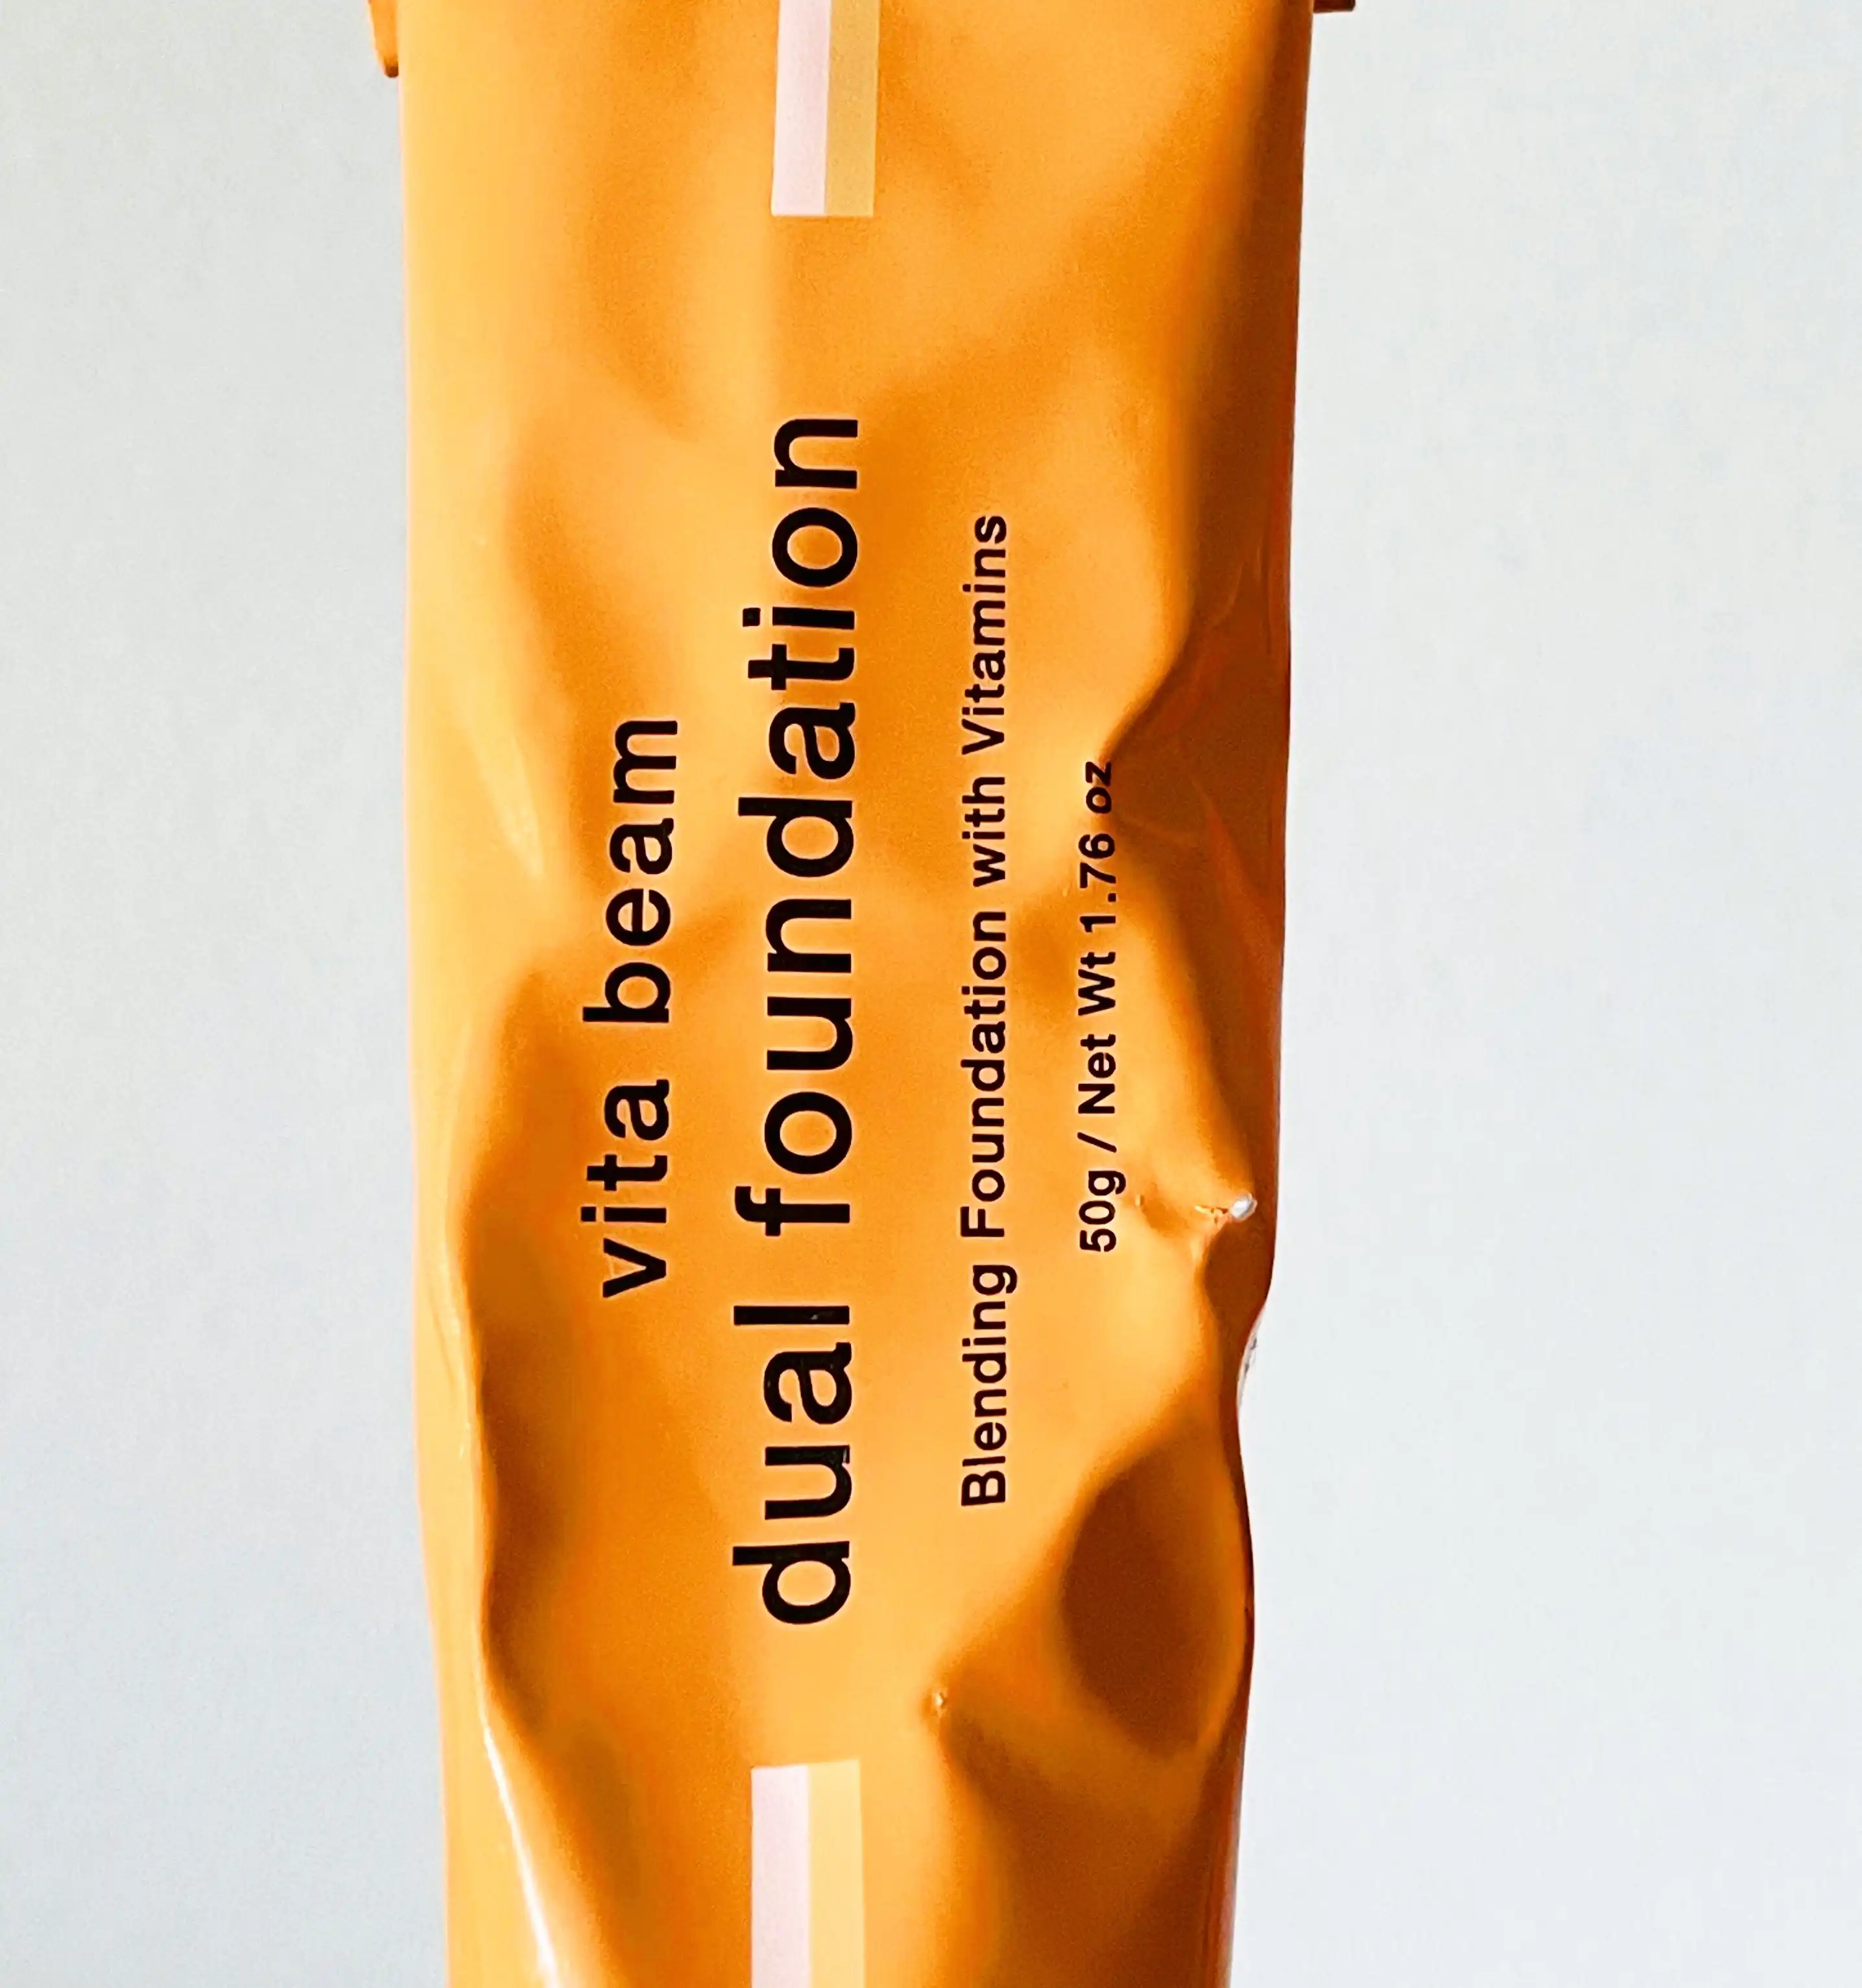 vita beam
dual foundation
Blending Foundation with Vitamins
50g / Net Wt 1.76 oz